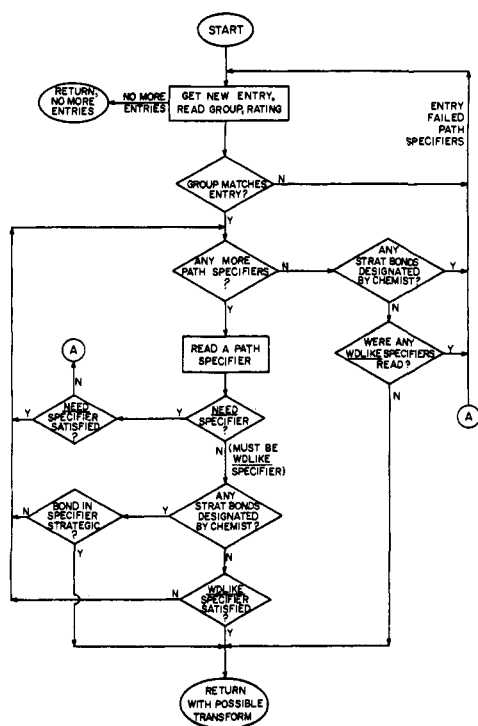 START
RETURN,
NO MORE
ENTRIES
NO MORE
ENTRIES
GET NEW ENTRY,
READ GROUP, RATING
ENTRY
FAILED
PATH
SPECIFIERS
GROUP MATCHES
ENTRY?
N
Y
ANY MORE
PATH SPECIFIERS
?
N
Y
ANY
STRAT BONDS
DESIGNATED
BY CHEMIST?
Y
N
READ A PATH
SPECIFIER
WERE ANY
WDLIKE SPECIFIERS
READ?
Y
N
A
A
N
NEED
SPECIFIER
SATISFIED
?
Y
NEED
SPECIFIER
?
Y
N
(MUST BE
WDLIKE
SPECIFIER)
BOND IN
SPECIFIER
STRATEGIC
?
N
Y
ANY
STRAT BONDS
DESIGNATED
BY CHEMIST?
Y
N
WDLIKE
SPECIFIER
SATISFIED
?
N
Y
RETURN
WITH POSSIBLE
TRANSFORM